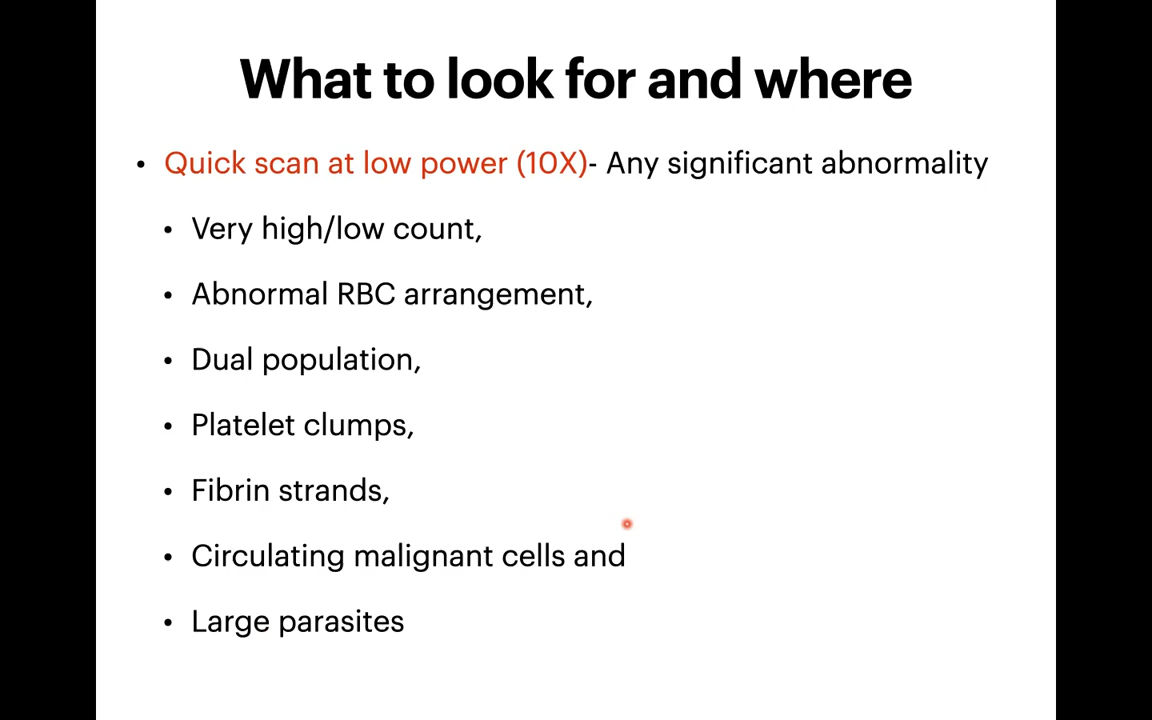 What to look for and where
• Quick scan at low power (10X)- Any significant abnormality
• Very high/low count,
• Abnormal RBC arrangement,
• Dual population,
• Platelet clumps,
• Fibrin strands,
• Circulating malignant cells and
• Large parasites